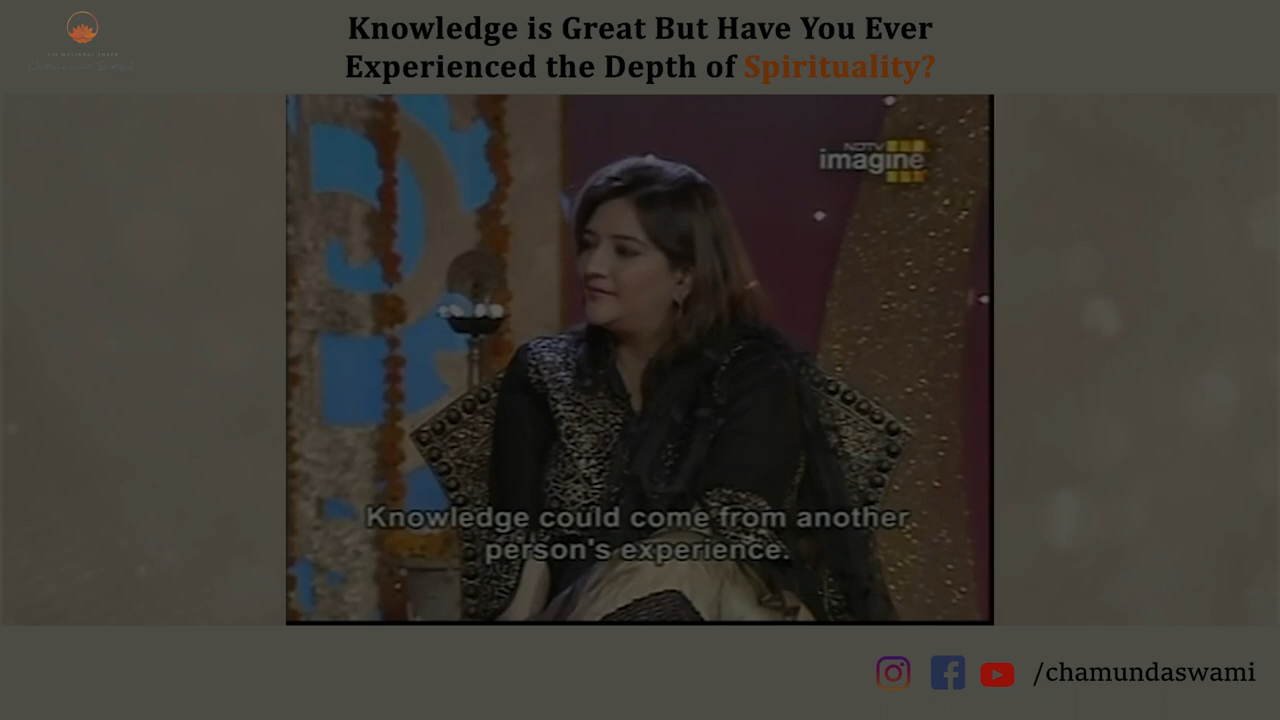 Knowledge is Great But Have You Ever
Experienced the Depth of Spirituality?
NDTV
imagine
Knowledge could come from another
person's experience.
/chamundaswami